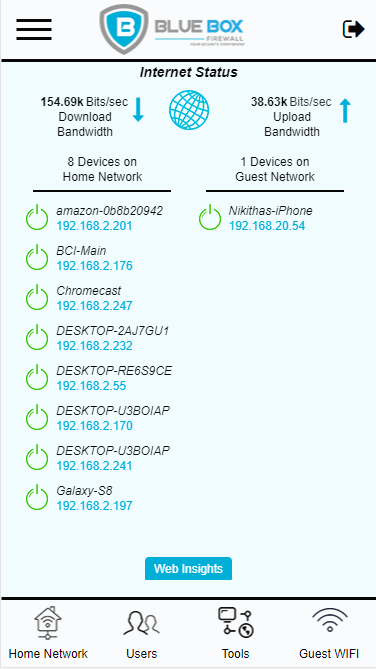 B
BLUE BOX
FIREWALL
YOUR SECURITY, EVERYWHERE
Internet Status
154.69k Bits/sec
Download
Bandwidth
38.63k Bits/sec
Upload
Bandwidth
8 Devices on
Home Network
1 Devices on
Guest Network
amazon-0b8b20942
192.168.2.201
Nikithas-iPhone
192.168.20.54
BCI-Main
192.168.2.176
Chromecast
192.168.2.247
DESKTOP-2AJ7GU1
192.168.2.232
DESKTOP-RE6S9CE
192.168.2.55
DESKTOP-U3BOIAP
192.168.2.170
DESKTOP-U3BOIAP
192.168.2.241
Galaxy-S8
192.168.2.197
Web Insights
Home Network
Users
Tools
Guest WIFI